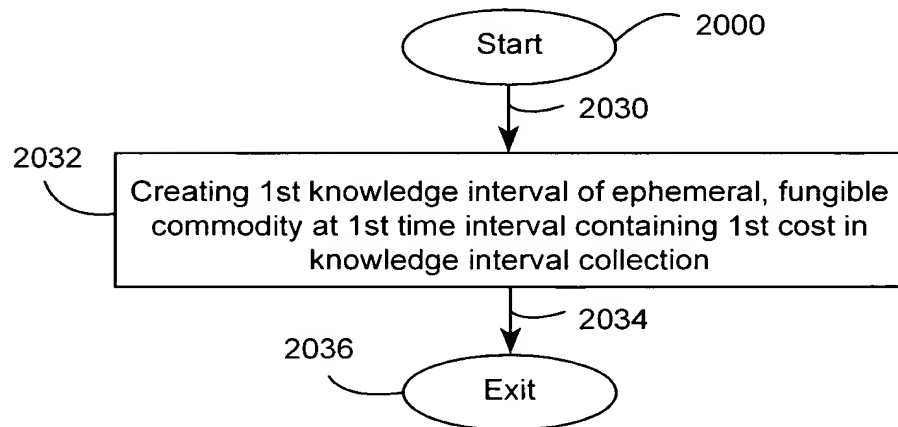 Start
2000
2030
2032
Creating 1st knowledge interval of ephemeral, fungible
commodity at 1st time interval containing 1st cost in
knowledge interval collection
2034
2036
Exit